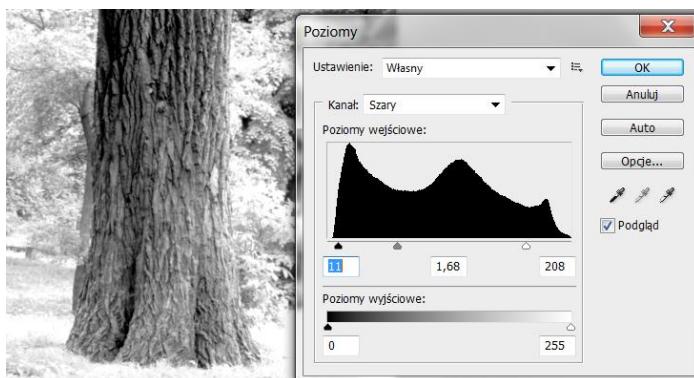 Poziomy
Ustawienie: Własny
OK
Anuluj
Auto
Opcje...
Podgląd
Kanał: Szary
Poziomy wejściowe:
11 1,68 208
Poziomy wyjściowe:
0 255